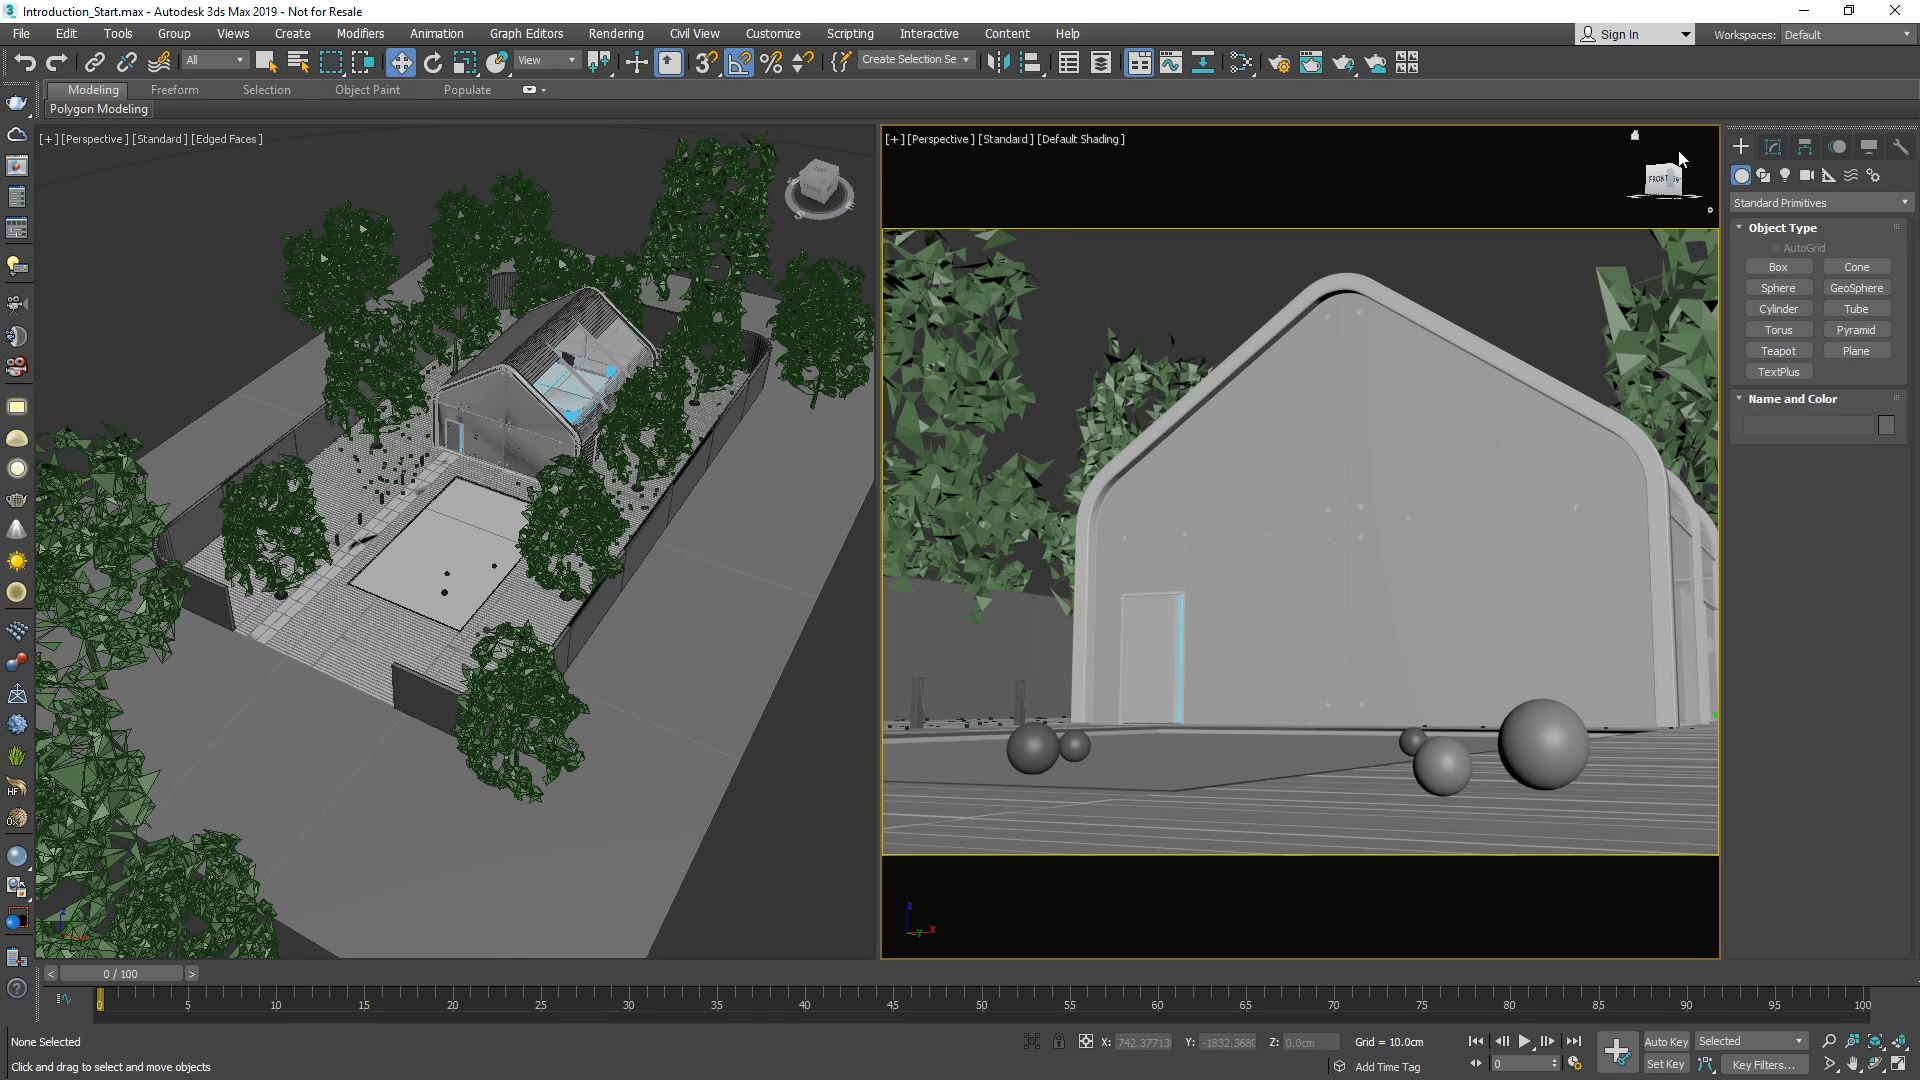 Introduction_Start.max - Autodesk 3ds Max 2019 - Not for Resale
File Edit Tools Group Views Create Modifiers Animation Graph Editors Rendering Civil View Customize Scripting Interactive Content Help
Sign In Workspaces: Default
All View Create Selection Se
Modeling Freeform Selection Object Paint Populate
Polygon Modeling
[+] [Perspective] [Standard] [Edged Faces]
[+] [Perspective] [Standard] [Default Shading]
FRONT
Standard Primitives
Object Type
AutoGrid
Box Cone
Sphere GeoSphere
Cylinder Tube
Torus Pyramid
Teapot Plane
TextPlus
Name and Color
HF
z
y x
< 0 / 100 >
0 5 10 15 20 25 30 35 40 45 50 55 60 65 70 75 80 85 90 95 100
None Selected
X: 742.37713 Y: -1832.368 Z: 0.0cm Grid = 10.0cm
Auto Key Selected
Click and drag to select and move objects
Add Time Tag
0
Set Key Key Filters...